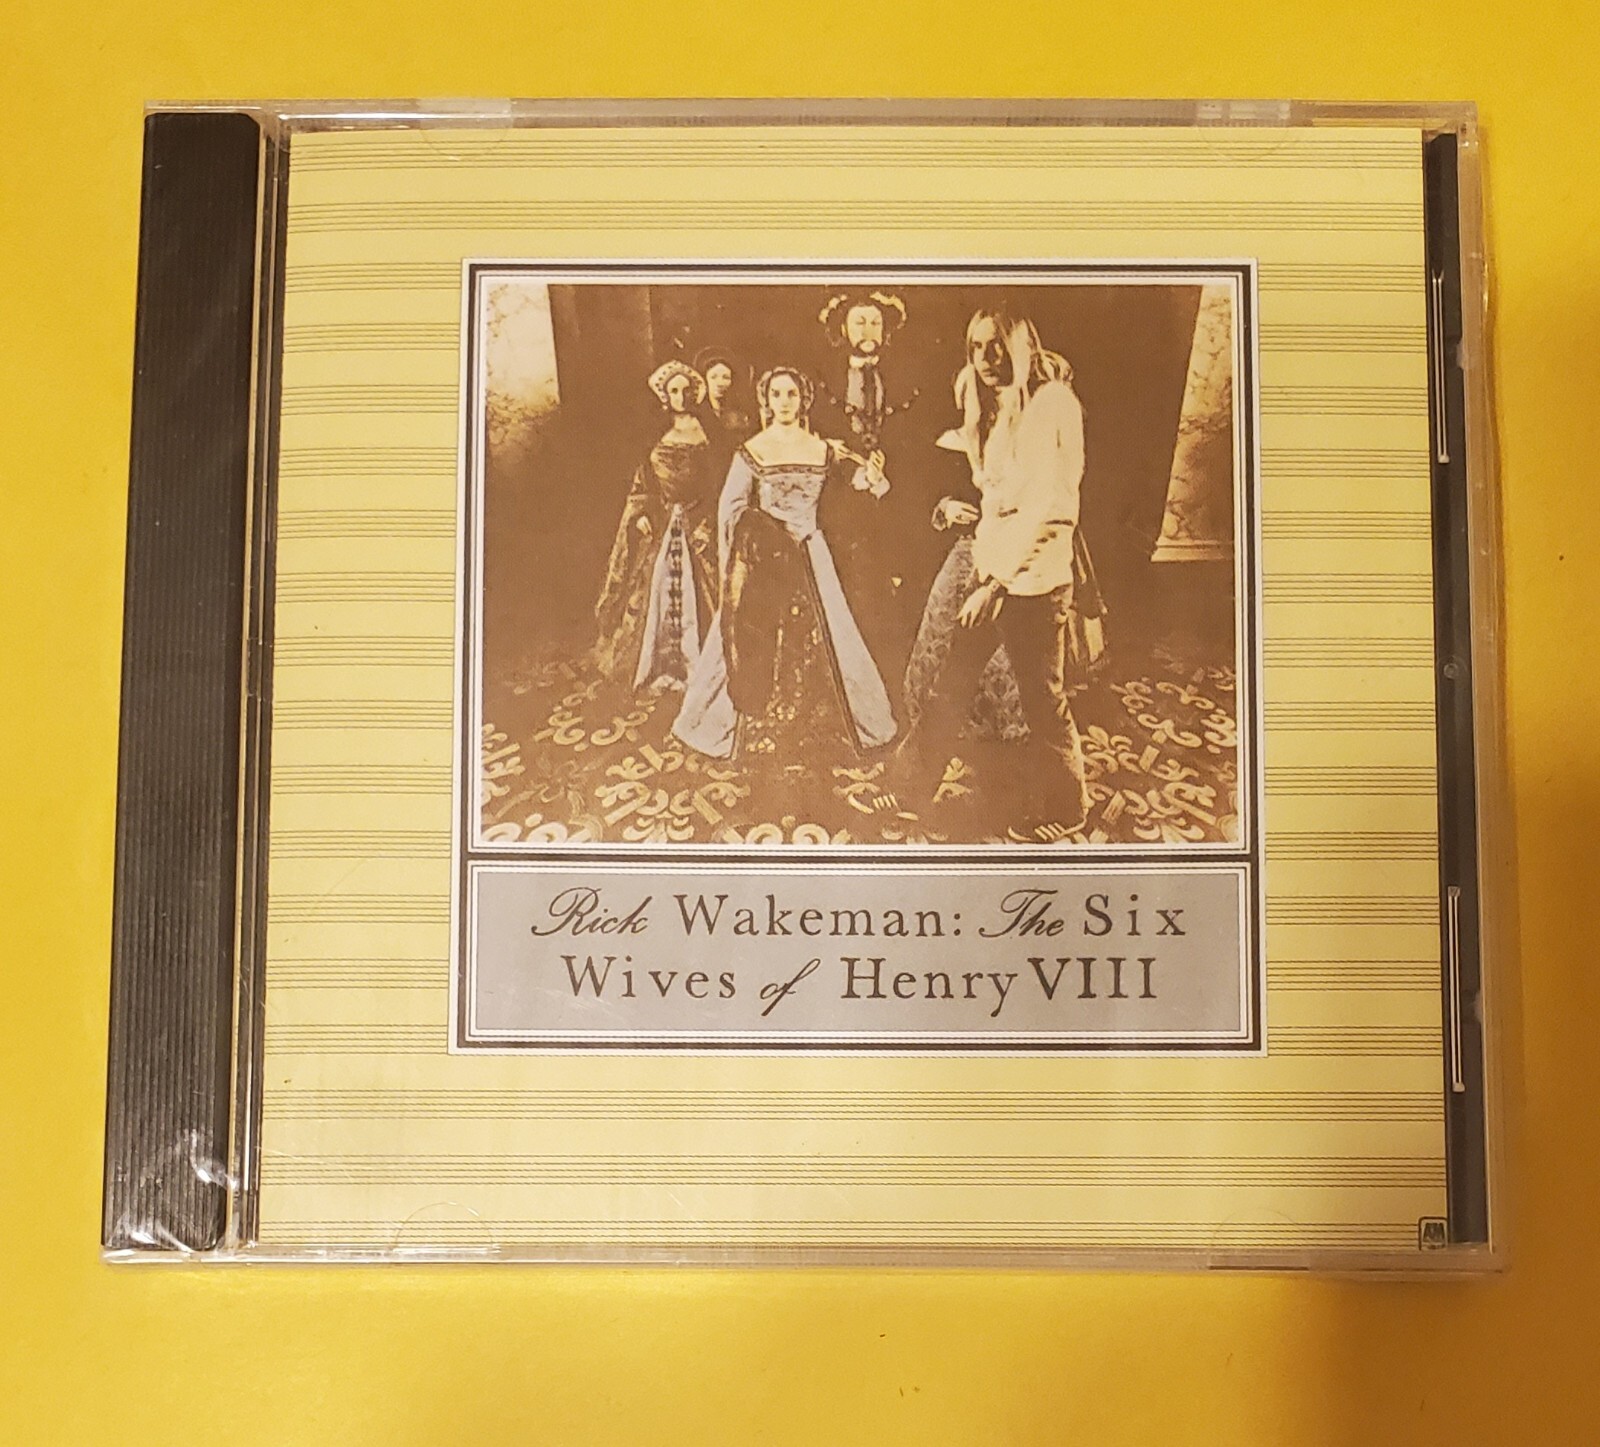 Rick Wakeman: The Six
Wives of Henry VIII
A&M